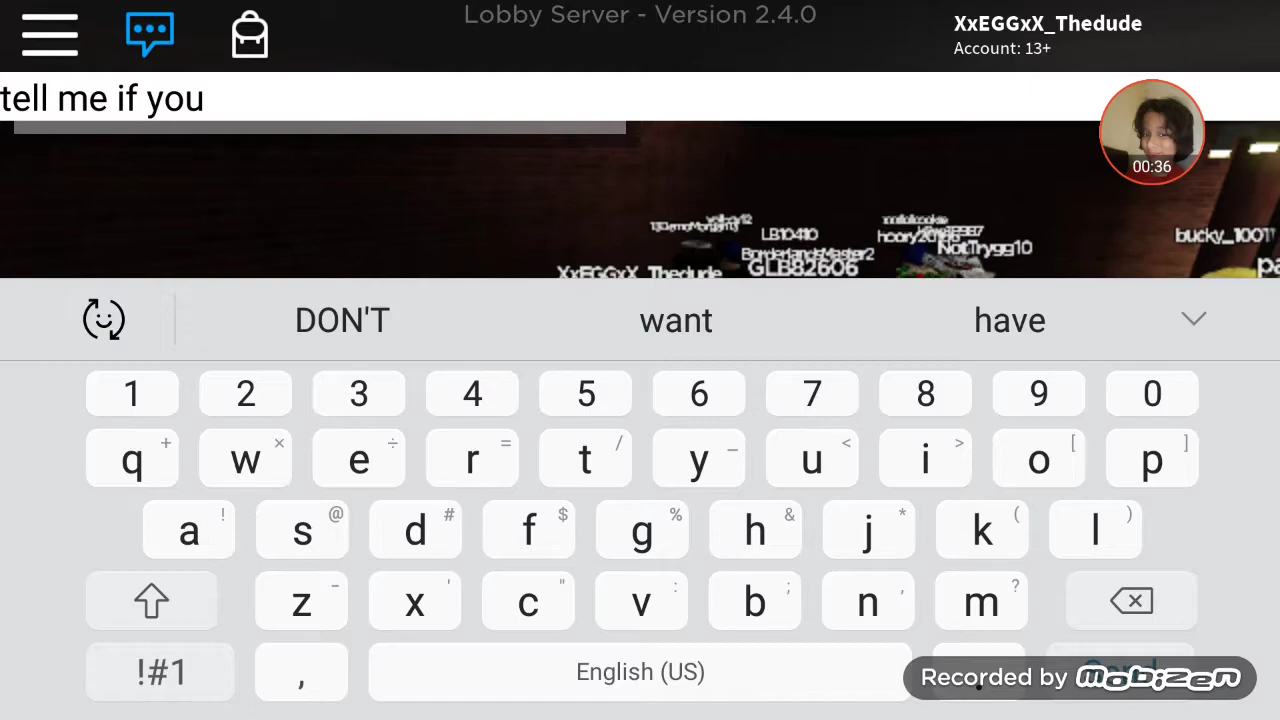 Lobby Server - Version 2.4.0
XxEGGxX_Thedude
Account: 13+
tell me if you
00:36
LB10410
NotTrygg10
bucky_1001
BorderlandsMaster2
XxEGGxX_Thedude
GLB82606
DON'T want have
1 2 3 4 5 6 7 8 9 0
q + w × e ÷ r = t / y _ u < i > o [ p ]
a ! s @ d # f $ g % h & j * k ( l )
z - x ' c " v : b ; n , m ?
!#1 , English (US)
Recorded by mobizen